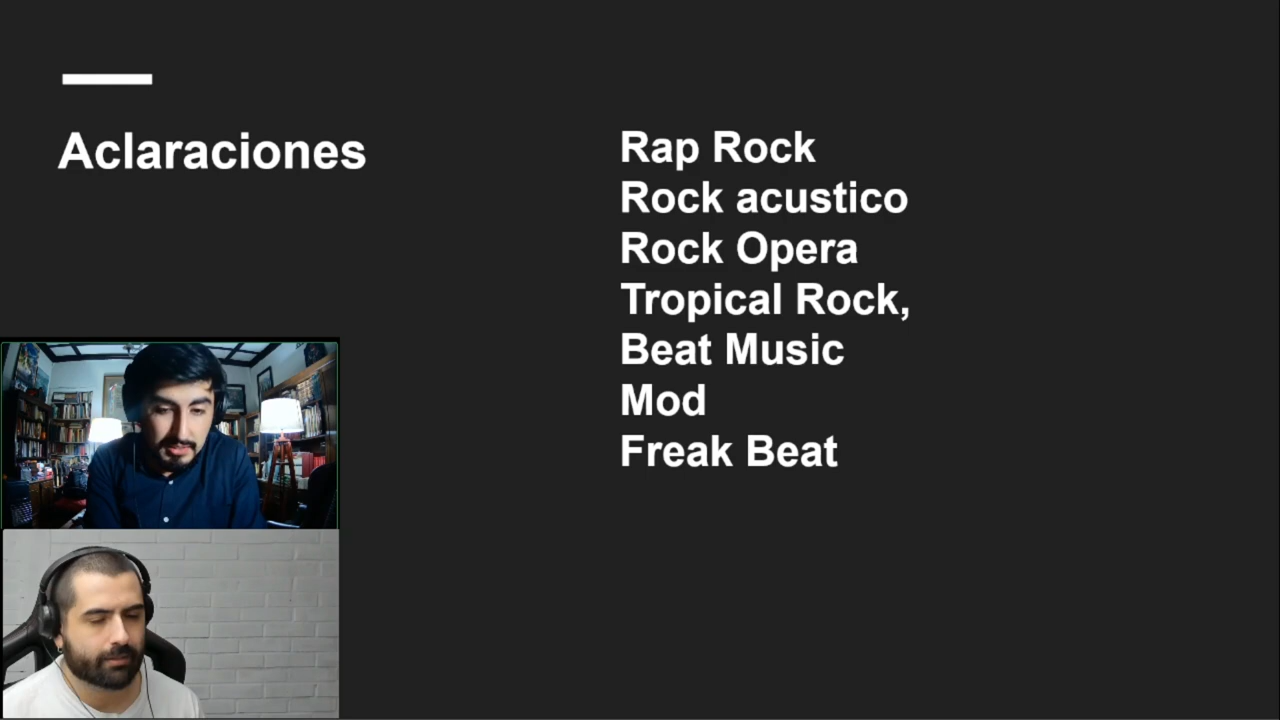 Aclaraciones
Rap Rock
Rock acustico
Rock Opera
Tropical Rock,
Beat Music
Mod
Freak Beat